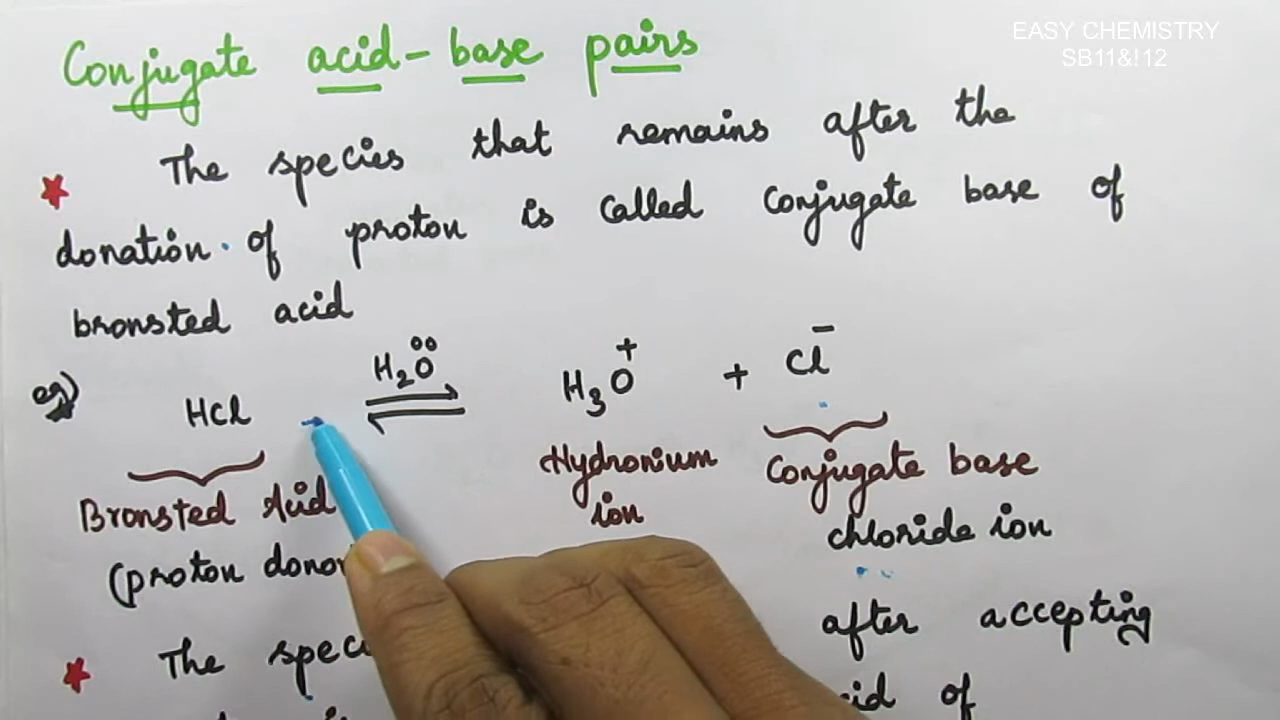 EASY CHEMISTRY
SB11&!12
Conjugate acid-base pairs
The species that remains after the
donation of proton is called conjugate base of
bronsted acid
eg)
H2O
HCl ⇌ H3O+ + Cl-
Bronsted Acid Hydronium Conjugate base
(proton donor ion chloride ion
The after accepting
of